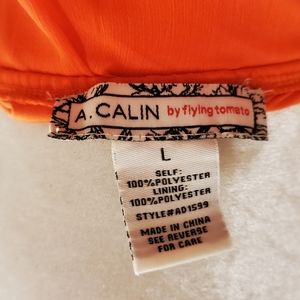 A. CALIN by flying tomato
L
SELF:
100%POLYESTER
LINING:
100%POLYESTER
STYLE#AD1599
MADE IN CHINA
SEE REVERSE
FOR CARE